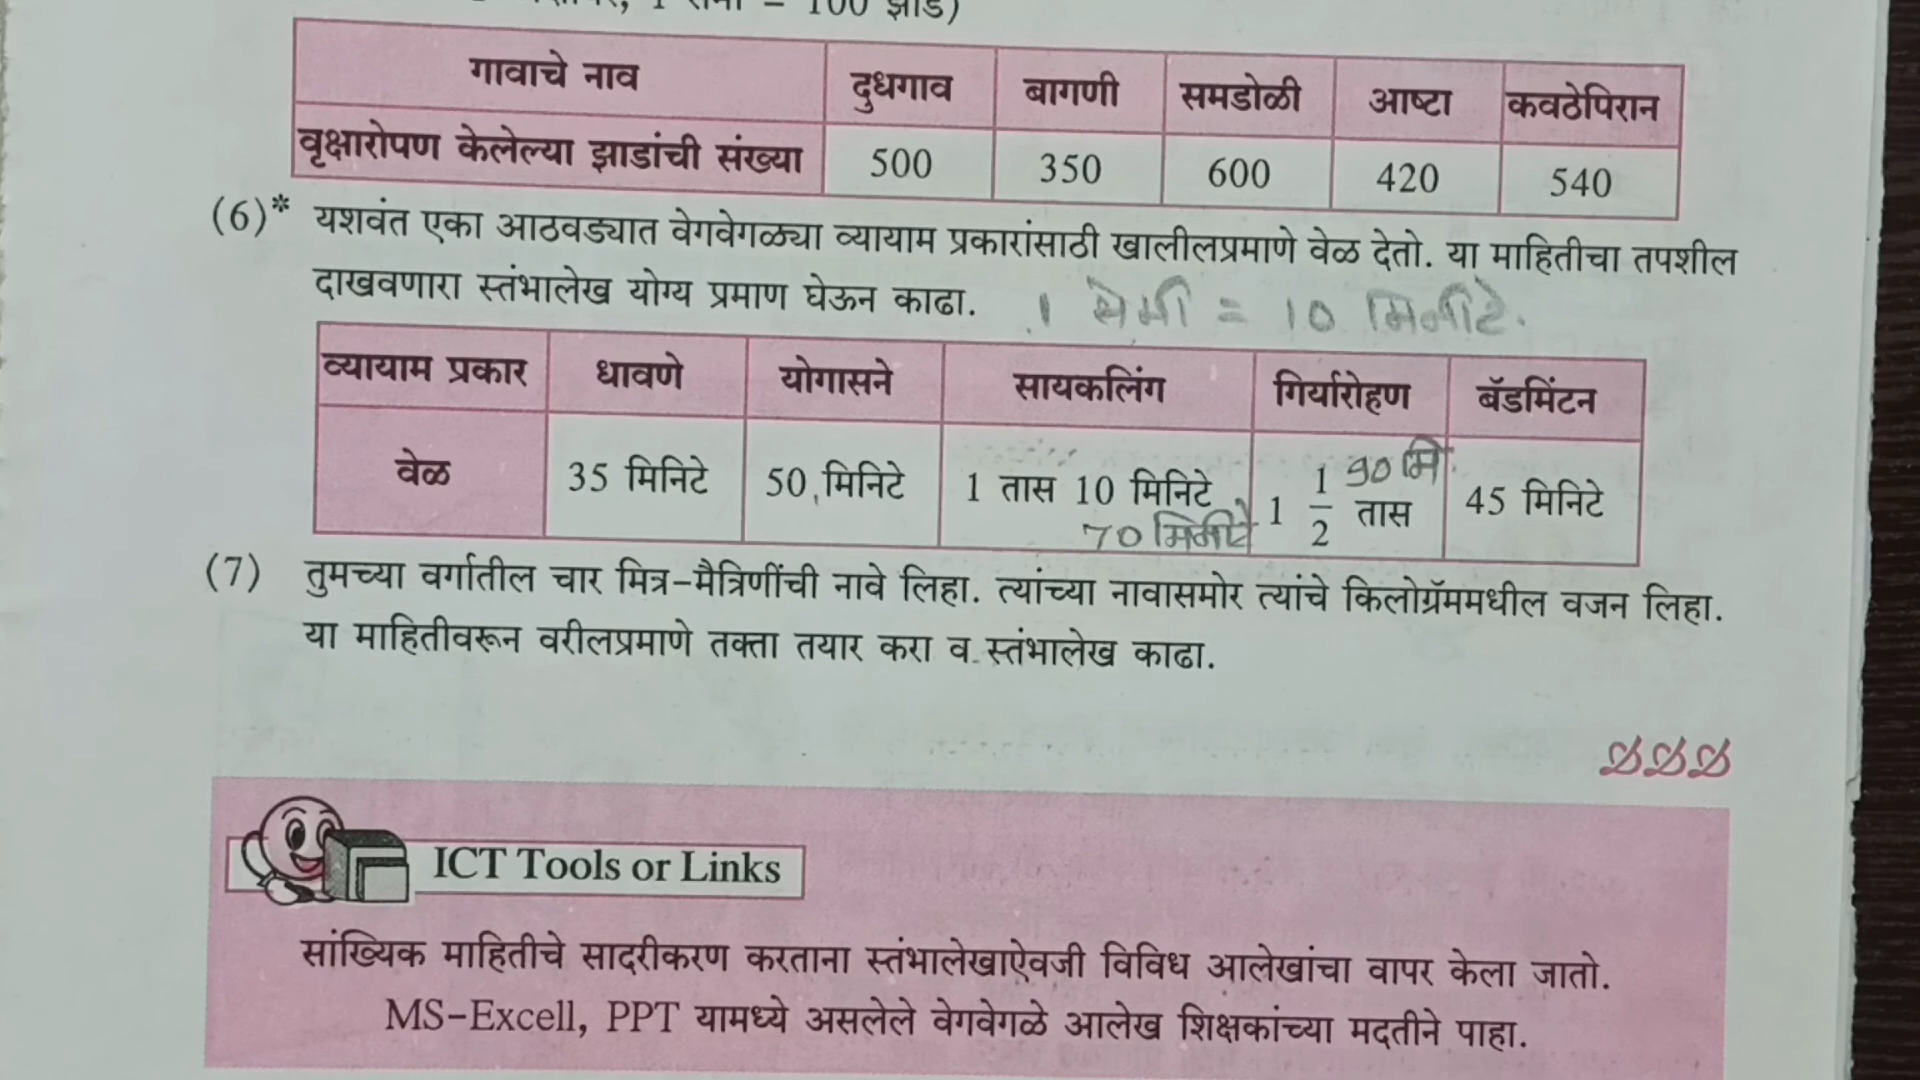 1 सेमी = 100 झाडे)
गावाचे नाव दुधगाव बागणी समडोळी आष्टा कवठेपिरान
वृक्षारोपण केलेल्या झाडांची संख्या 500 350 600 420 540
(6)* यशवंत एका आठवड्यात वेगवेगळ्या व्यायाम प्रकारांसाठी खालीलप्रमाणे वेळ देतो. या माहितीचा तपशील
दाखवणारा स्तंभालेख योग्य प्रमाण घेऊन काढा. 1 सेमी = 10 मिनीटे.
व्यायाम प्रकार धावणे योगासने सायकलिंग गिर्यारोहण बॅडमिंटन
वेळ 35 मिनिटे 50 मिनिटे 1 तास 10 मिनिटे 1 1/2 तास 45 मिनिटे
90 मि.
70 मिनीटे
(7) तुमच्या वर्गातील चार मित्र-मैत्रिणींची नावे लिहा. त्यांच्या नावासमोर त्यांचे किलोग्रॅममधील वजन लिहा.
या माहितीवरून वरीलप्रमाणे तक्ता तयार करा व स्तंभालेख काढा.
ICT Tools or Links
सांख्यिक माहितीचे सादरीकरण करताना स्तंभालेखाऐवजी विविध आलेखांचा वापर केला जातो.
MS-Excell, PPT यामध्ये असलेले वेगवेगळे आलेख शिक्षकांच्या मदतीने पाहा.